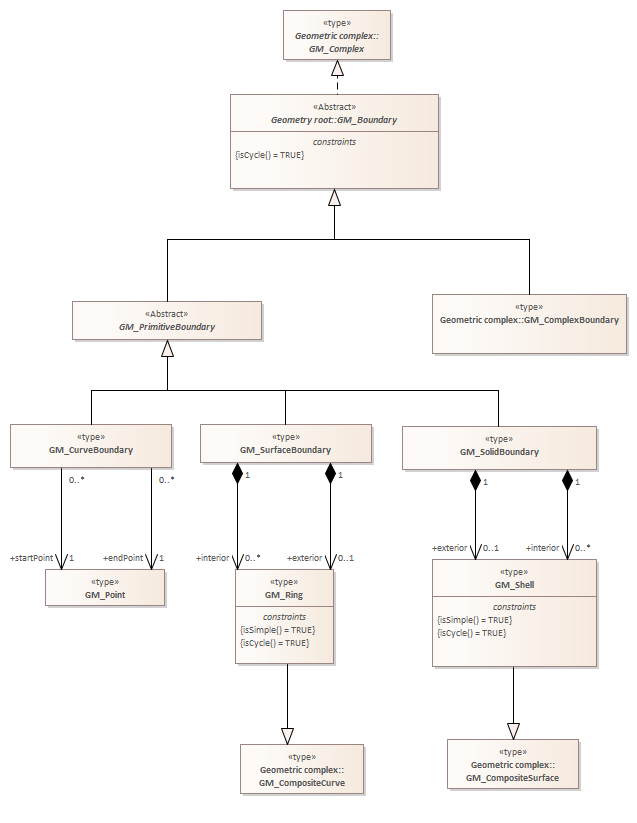 «type»
Geometric complex::
GM_Complex
«Abstract»
Geometry root::GM_Boundary
constraints
{isCycle() = TRUE}
«Abstract»
GM_PrimitiveBoundary
«type»
Geometric complex::GM_ComplexBoundary
«type»
GM_CurveBoundary
«type»
GM_SurfaceBoundary
«type»
GM_SolidBoundary
0..*
0..*
1
1
1
1
+startPoint
1
+endPoint
1
+interior
0..*
+exterior
0..1
+exterior
0..1
+interior
0..*
«type»
GM_Point
«type»
GM_Ring
constraints
{isSimple() = TRUE}
{isCycle() = TRUE}
«type»
GM_Shell
constraints
{isSimple() = TRUE}
{isCycle() = TRUE}
«type»
Geometric complex::
GM_CompositeCurve
«type»
Geometric complex::
GM_CompositeSurface